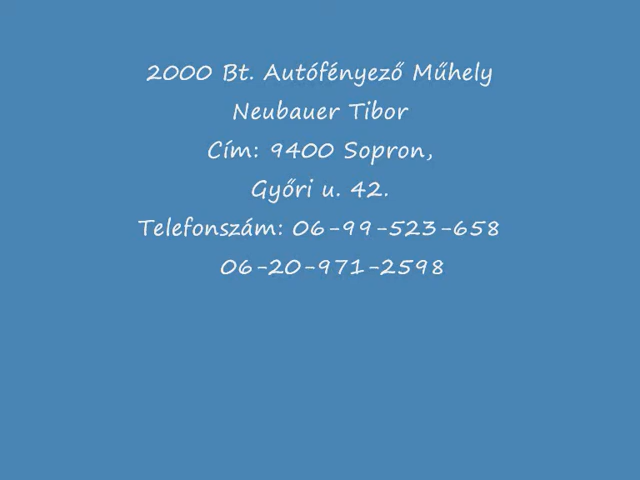 2000 Bt. Autófényező Műhely
Neubauer Tibor
Cím: 9400 Sopron,
Győri u. 42.
Telefonszám: 06-99-523-658
06-20-971-2598